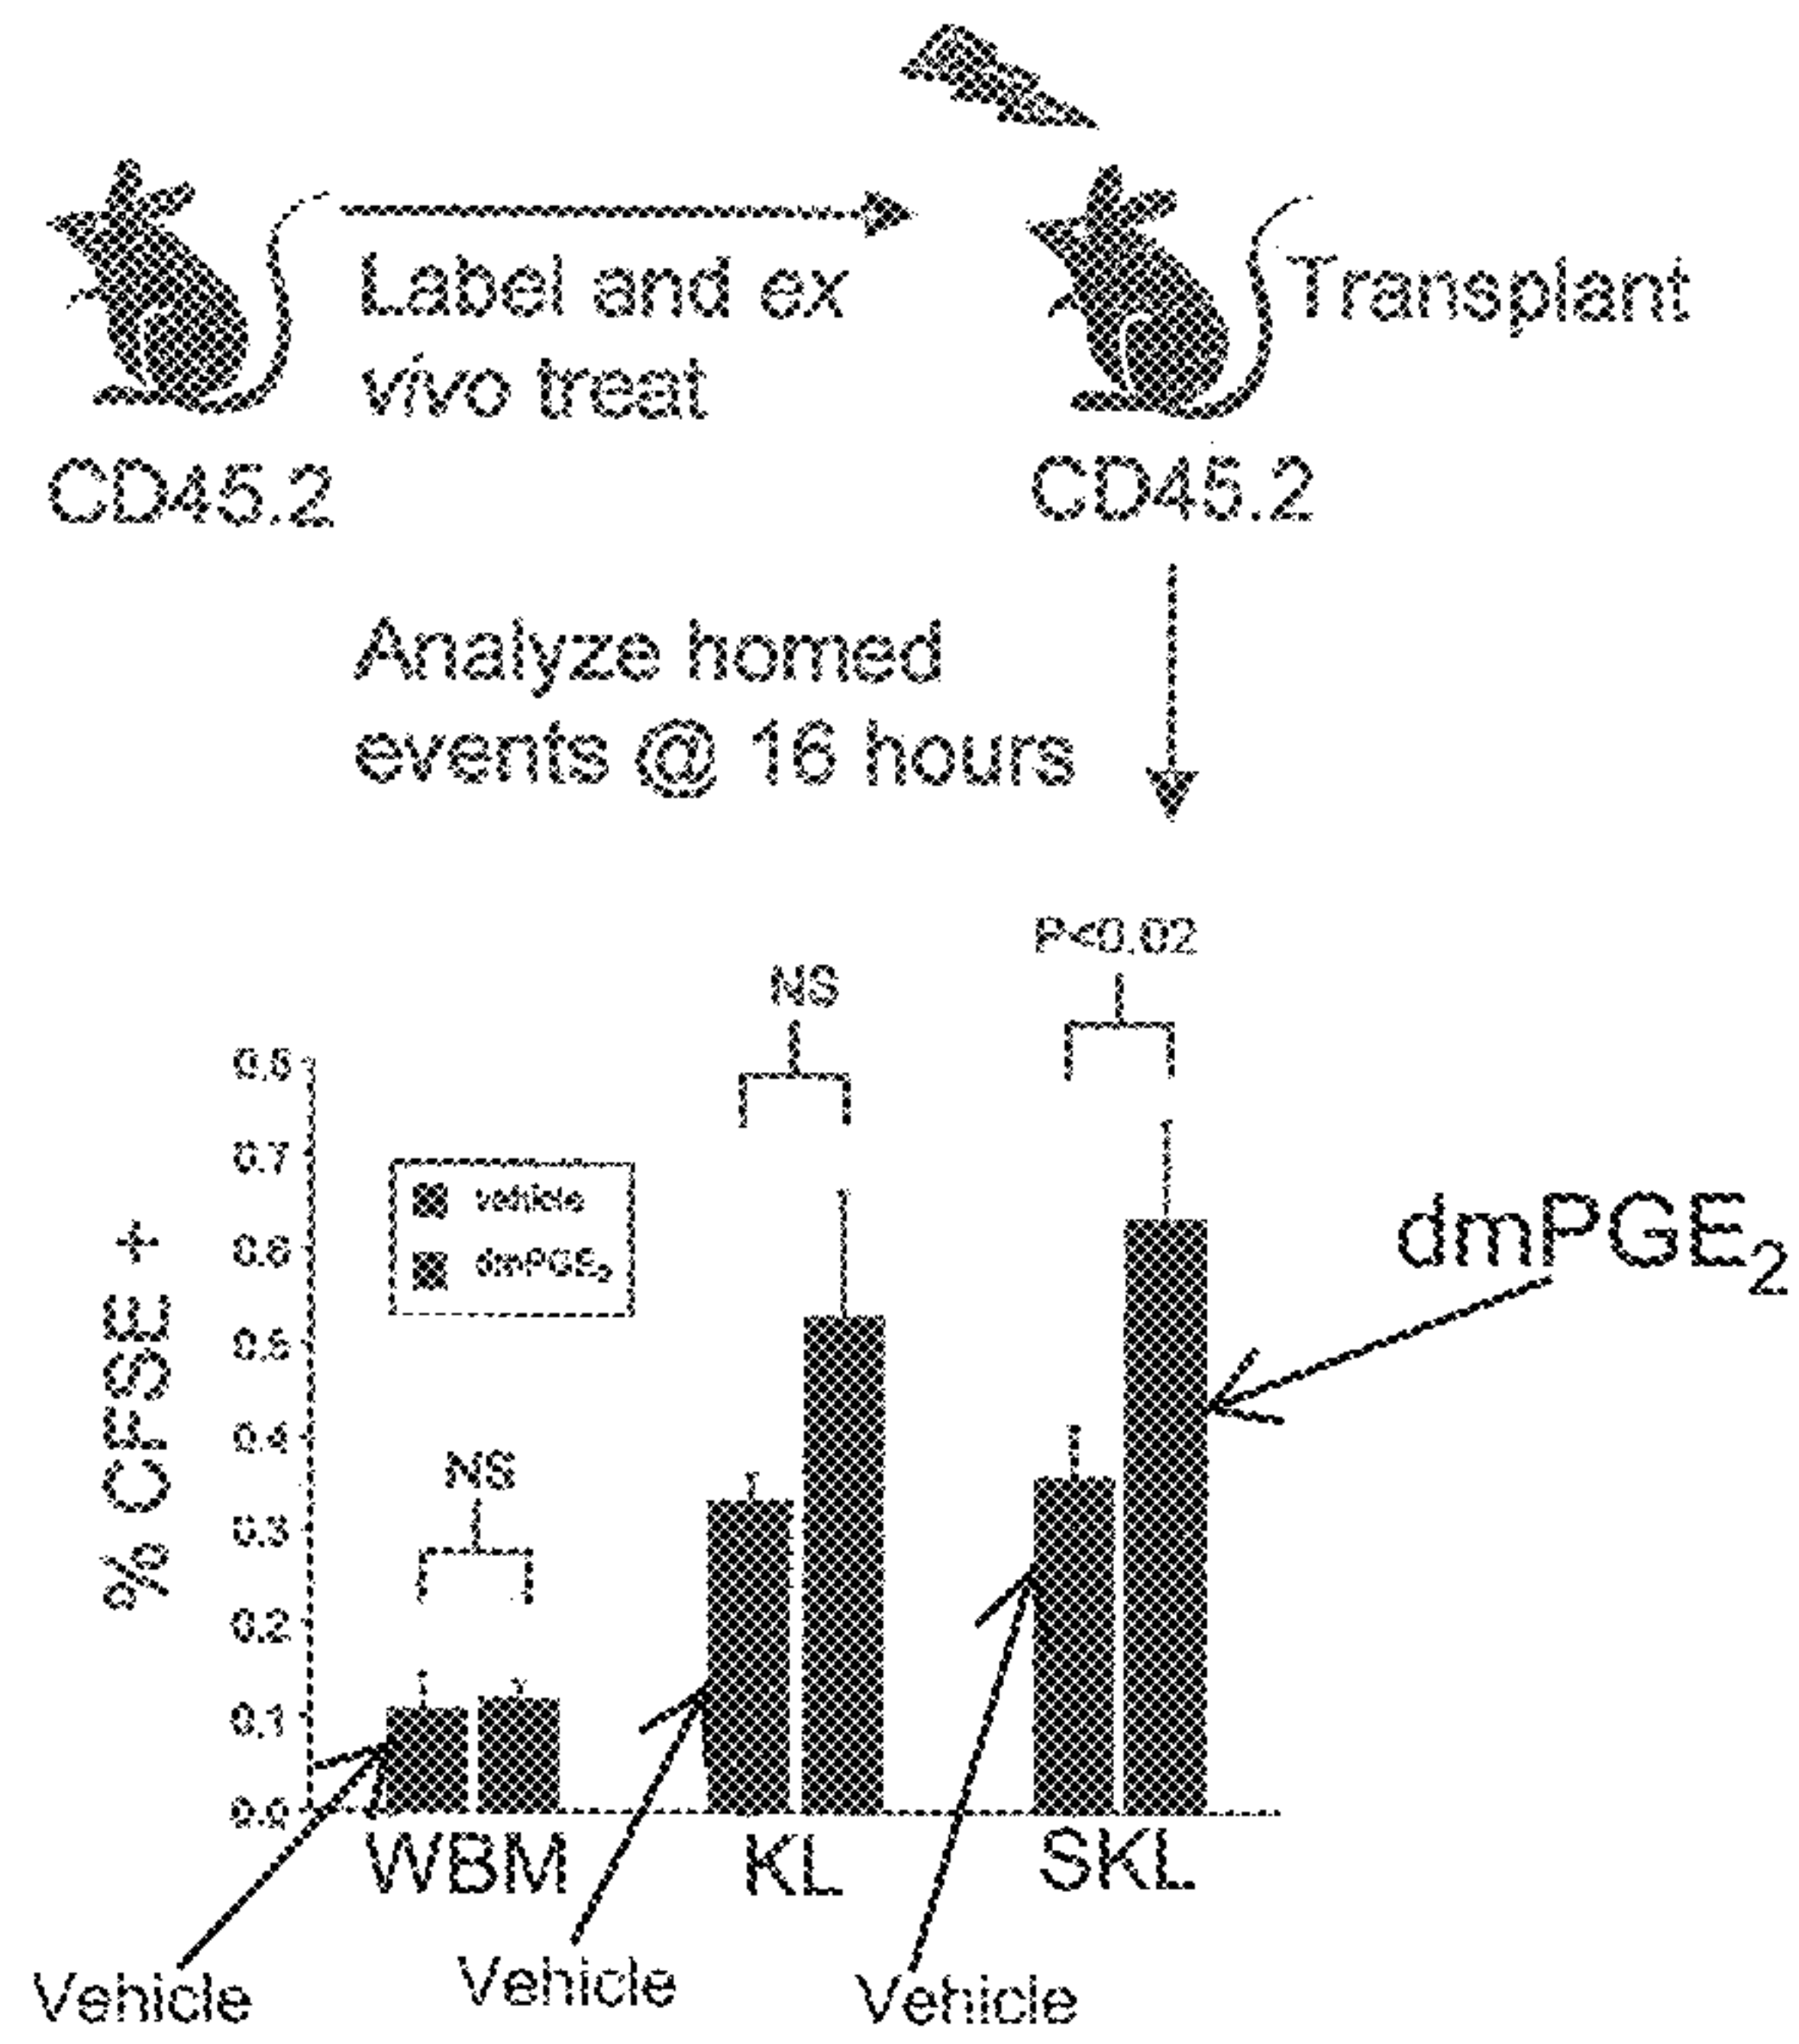 Label and ex
vivo treat
Transplant
CD45.2
CD45.2
Analyze homed
events @ 16 hours
P<0.02
NS
0.8
0.7
0.6
0.5
0.4
0.3
0.2
0.1
0.0
% CFSE +
vehicle
dmPGE2
dmPGE2
NS
WBM
KL
SKL
Vehicle
Vehicle
Vehicle